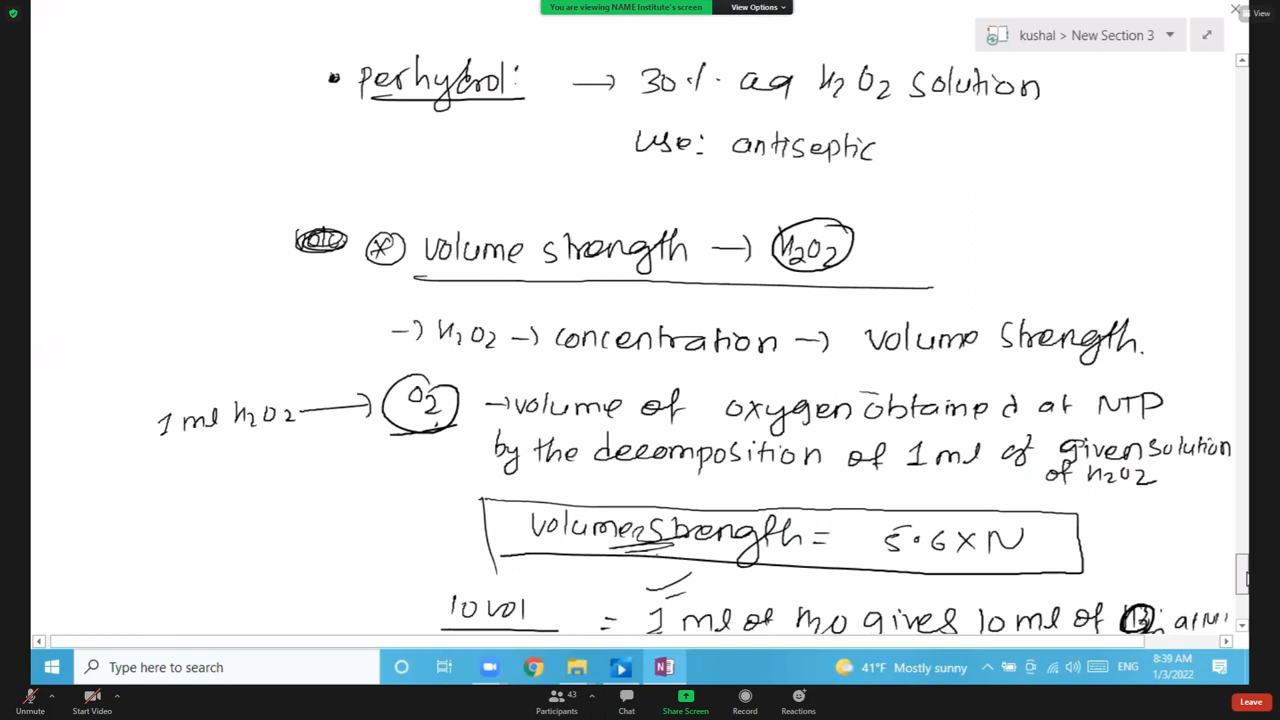 You are viewing NAME Institute's screen
View Options
View
kushal > New Section 3
• perhydrol: → 30%. aq H2O2 solution
use: antiseptic
* volume strength → H2O2
→ H2O2 → concentration → volume strength.
1 ml H2O2 → O2 → volume of oxygen obtained at NTP
by the decomposition of 1 ml of given solution
of H2O2
volume strength = 5.6 X N
10 vol = 1 ml of gives 10 ml of
Type here to search
41°F Mostly sunny
ENG
8:39 AM
1/3/2022
Unmute
Start Video
43
Participants
Chat
Share Screen
Record
Reactions
Leave